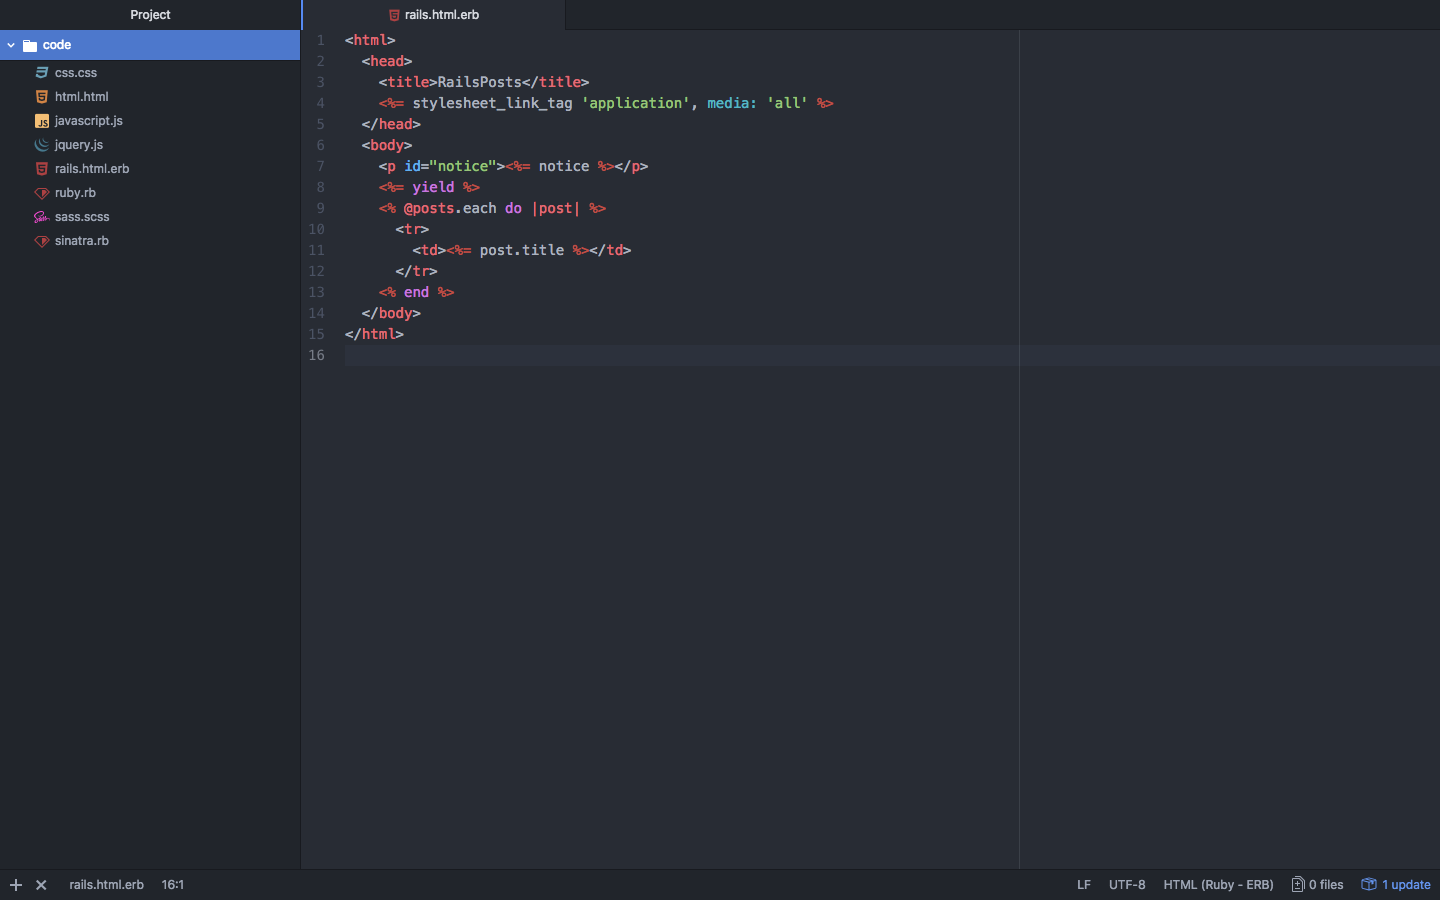 Project
code
css.css
html.html
javascript.js
jquery.js
rails.html.erb
ruby.rb
sass.scss
sinatra.rb
rails.html.erb
1 <html>
2   <head>
3     <title>RailsPosts</title>
4     <%= stylesheet_link_tag 'application', media: 'all' %>
5   </head>
6   <body>
7     <p id="notice"><%= notice %></p>
8     <%= yield %>
9     <% @posts.each do |post| %>
10       <tr>
11         <td><%= post.title %></td>
12       </tr>
13     <% end %>
14   </body>
15 </html>
16
rails.html.erb 16:1 LF UTF-8 HTML (Ruby - ERB) 0 files 1 update